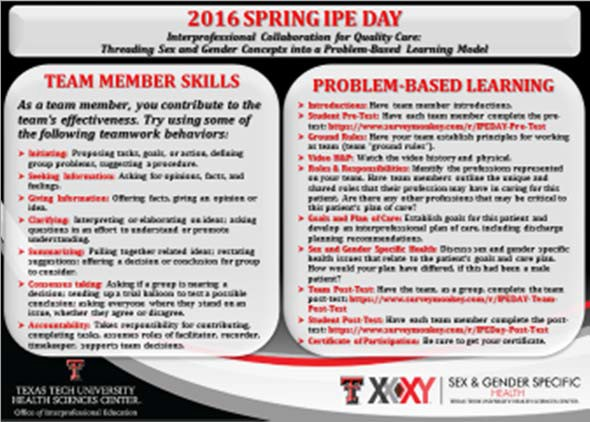 2016 SPRING IPE DAY
Interprofessional Collaboration for Quality Care:
Threading Sex and Gender Concepts into a Problem-Based Learning Model
TEAM MEMBER SKILLS
As a team member, you contribute to the
team's effectiveness. Try using some of
the following teamwork behaviors:
Initiating: Proposing tasks, goals, or action, defining
group problems, suggesting a procedure.
Seeking Information: Asking for opinions, facts, and
feelings.
Giving Information: Offering facts, giving an opinion or
idea.
Clarifying: Interpreting or elaborating on ideas; asking
questions in an effort to understand or promote
understanding.
Summarizing: Pulling together related ideas; restating
suggestions; offering a decision or conclusion for group
to consider.
Consensus taking: Asking if a group is nearing a
decision; sending up a trial balloon to test a possible
conclusion; asking everyone where they stand on an
issue, whether they agree or disagree.
Accountability: Takes responsibility for contributing,
completing tasks, assumes roles of facilitator, recorder,
timekeeper, supports team decisions.
PROBLEM-BASED LEARNING
Introductions: Have team member introductions.
Student Pre-Test: Have each team member complete the pre-
test: https://www.surveymonkey.com/r/IPEDAY-Pre-Test
Ground Rules: Have your team establish principles for working
as team (team "ground rules").
Video H&P: Watch the video history and physical.
Roles & Responsibilities: Identify the professions represented
on your team. Have team members outline the unique and
shared roles that their profession may have in caring for this
patient. Are there any other professions that may be critical to
this patient's plan of care?
Goals and Plan of Care: Establish goals for this patient and
develop an interprofessional plan of care, including discharge
planning recommendations.
Sex and Gender Specific Health: Discuss sex and gender specific
health issues that relate to the patient's goals and care plan.
How would your plan have differed, if this had been a male
patient?
Team Post-Test: Have the team, as a group, complete the team
post-test: https://www.surveymonkey.com/r/IPEDAY-Team-
Post-Test
Student Post-Test: Have each team member complete the post-
test: https://www.surveymonkey.com/r/IPEDay-Post-Test
Certificate of Participation: Be sure to get your certificate.
TEXAS TECH UNIVERSITY
HEALTH SCIENCES CENTER.
Office of Interprofessional Education
XXXY
SEX & GENDER SPECIFIC
HEALTH
TEXAS TECH UNIVERSITY HEALTH SCIENCES CENTER